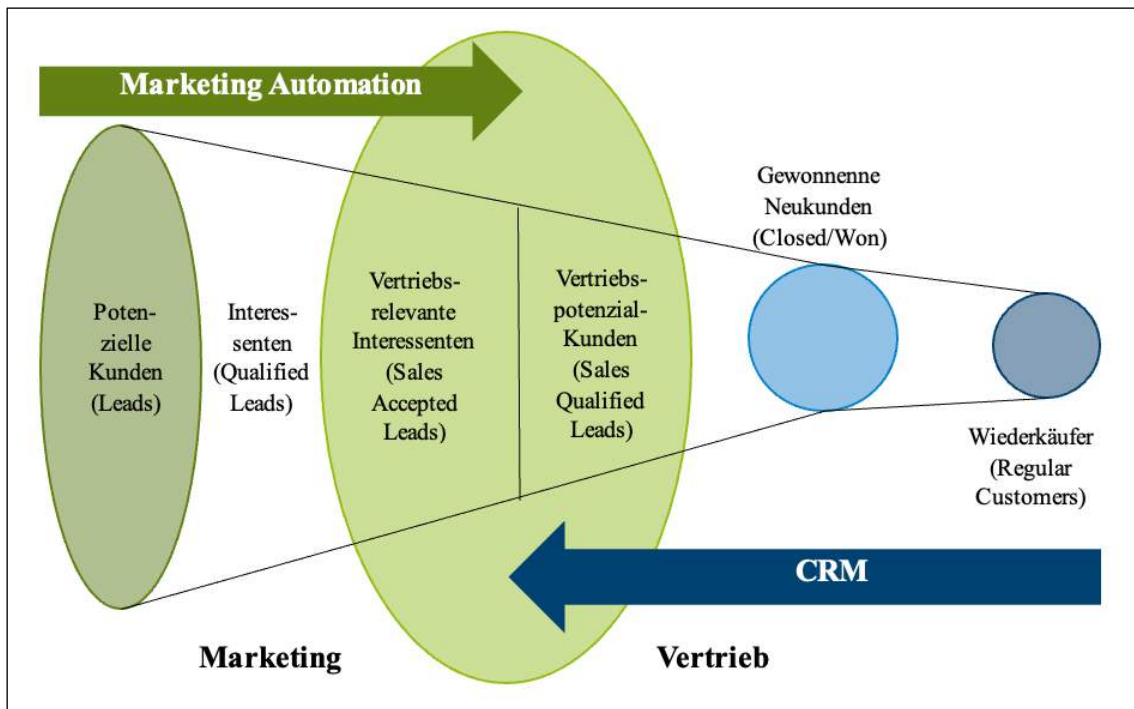 Marketing Automation
Gewonnenne
Neukunden
(Closed/Won)
Poten-
zielle
Kunden
(Leads)
Interes-
senten
(Qualified
Leads)
Vertriebs-
relevante
Interessenten
(Sales
Accepted
Leads)
Vertriebs-
potenzial-
Kunden
(Sales
Qualified
Leads)
Wiederkäufer
(Regular
Customers)
CRM
Marketing
Vertrieb